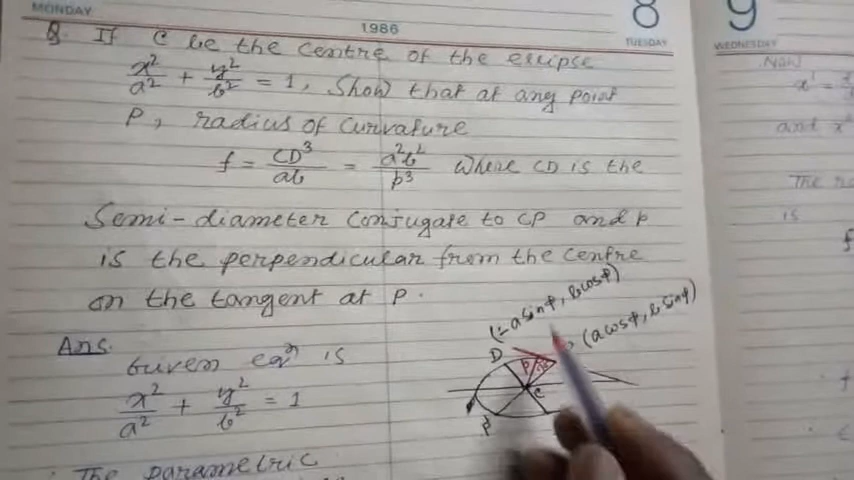 MONDAY
1986
8
TUESDAY
9
WEDNESDAY
Q. If C be the centre of the ellipse
x²/a² + y²/b² = 1, Show that at any point
P, radius of curvature
f = CD³/ab = a²b²/p³ where CD is the
Semi-diameter conjugate to CP and p
is the perpendicular from the centre
on the tangent at P.
Ans.
Given eqⁿ is
x²/a² + y²/b² = 1
The parametric
(-a sinφ, b cosφ)
(a cosφ, b sinφ)
D
P
C
Now
and x
The
is